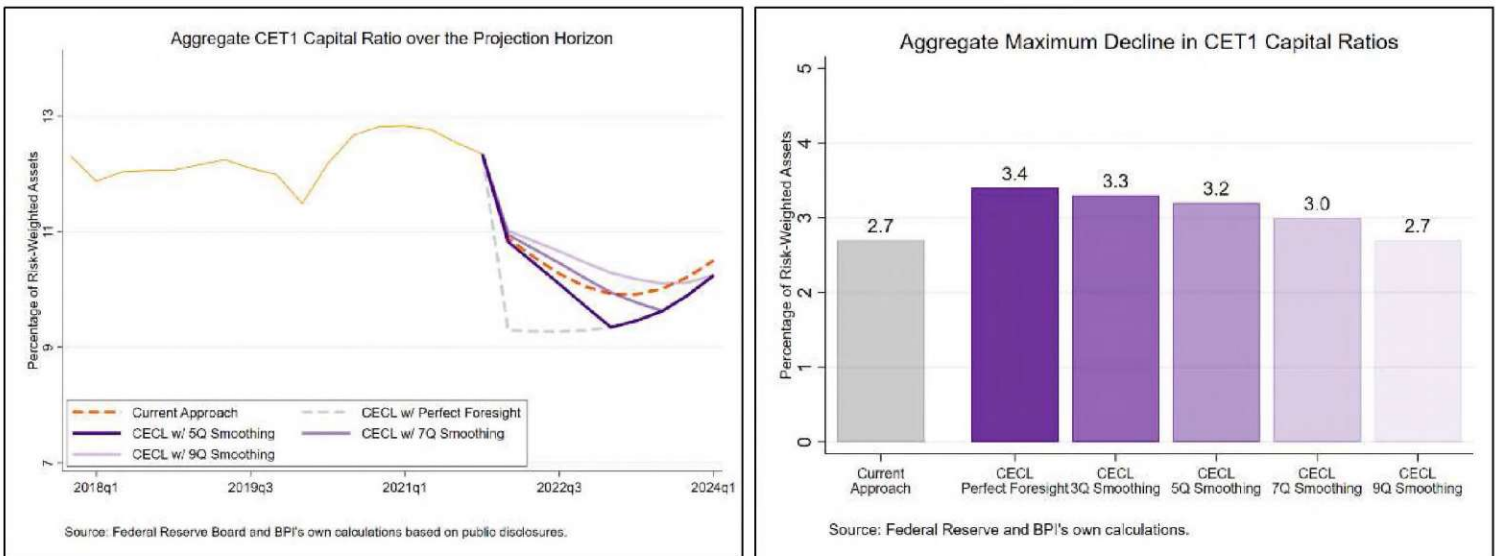 Aggregate CET1 Capital Ratio over the Projection Horizon
Percentage of Risk-Weighted Assets
13
11
9
7
Current Approach
CECL w/ Perfect Foresight
CECL w/ 5Q Smoothing
CECL w/ 7Q Smoothing
CECL w/ 9Q Smoothing
2018q1
2019q3
2021q1
2022q3
2024q1
Source: Federal Reserve Board and BPI's own calculations based on public disclosures.
Aggregate Maximum Decline in CET1 Capital Ratios
Percentage of Risk-Weighted Assets
5
4
3
2
1
0
2.7
3.4
3.3
3.2
3.0
2.7
Current
Approach
CECL
Perfect Foresight
CECL
3Q Smoothing
CECL
5Q Smoothing
CECL
7Q Smoothing
CECL
9Q Smoothing
Source: Federal Reserve and BPI's own calculations.